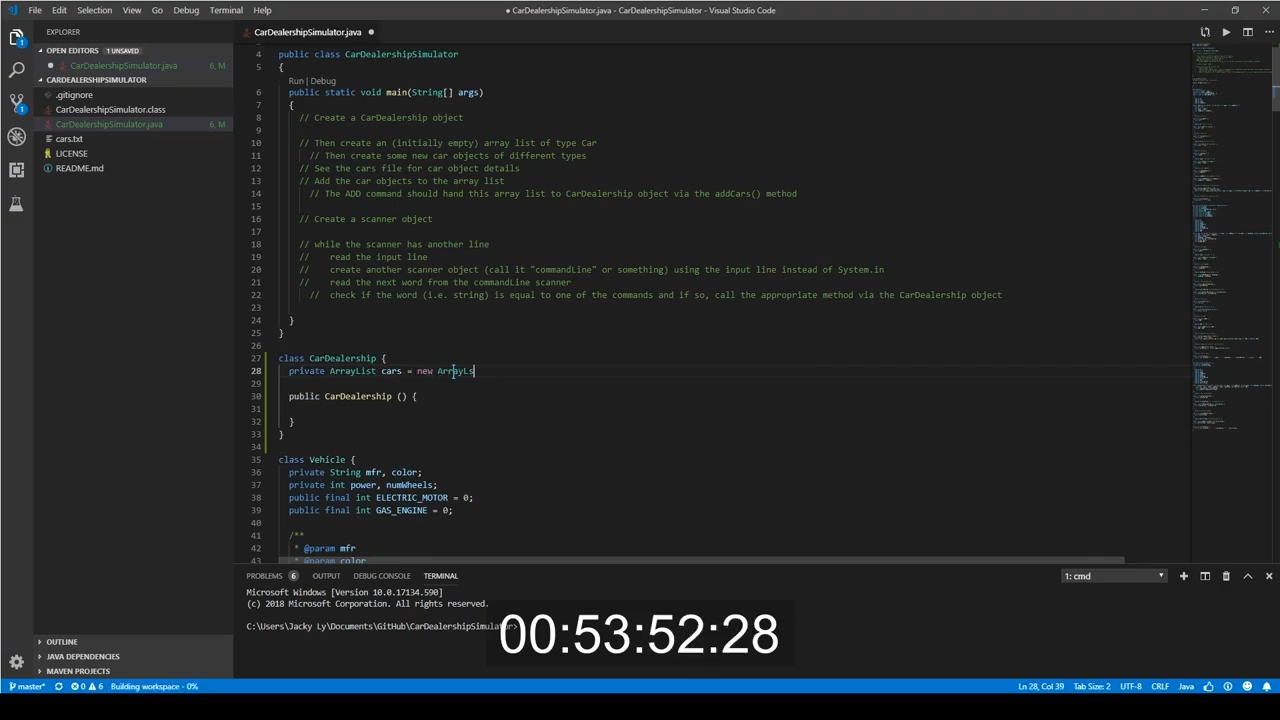 File Edit Selection View Go Debug Terminal Help
● CarDealershipSimulator.java - CarDealershipSimulator - Visual Studio Code
EXPLORER
OPEN EDITORS 1 UNSAVED
● CarDealershipSimulator.java 6, M
CARDEALERSHIPSIMULATOR
.gitignore
CarDealershipSimulator.class
CarDealershipSimulator.java 6, M
cars.txt
LICENSE
README.md
OUTLINE
JAVA DEPENDENCIES
MAVEN PROJECTS
CarDealershipSimulator.java ●
4 public class CarDealershipSimulator
5 {
Run | Debug
6 public static void main(String[] args)
7 {
8 // Create a CarDealership object
9
10 // Then create an (initially empty) array list of type Car
11 // Then create some new car objects of different types
12 // See the cars file for car object details
13 // Add the car objects to the array list
14 // The ADD command should hand this array list to CarDealership object via the addCars() method
15
16 // Create a scanner object
17
18 // while the scanner has another line
19 // read the input line
20 // create another scanner object (call it "commandLine" or something) using the input line instead of System.in
21 // read the next word from the commandLine scanner
22 // check if the word (i.e. string) is equal to one of the commands and if so, call the appropriate method via the CarDealership object
23
24 }
25 }
26
27 class CarDealership {
28 private ArrayList cars = new ArrayLs
29
30 public CarDealership () {
31
32 }
33 }
34
35 class Vehicle {
36 private String mfr, color;
37 private int power, numWheels;
38 public final int ELECTRIC_MOTOR = 0;
39 public final int GAS_ENGINE = 0;
40
41 /**
42 * @param mfr
43 * @param color
PROBLEMS 6 OUTPUT DEBUG CONSOLE TERMINAL
1: cmd
Microsoft Windows [Version 10.0.17134.590]
(c) 2018 Microsoft Corporation. All rights reserved.
C:\Users\Jacky Ly\Documents\GitHub\CarDealershipSimulator>
00:53:52:28
master* 0 6 Building workspace - 0%
Ln 28, Col 39 Tab Size: 2 UTF-8 CRLF Java